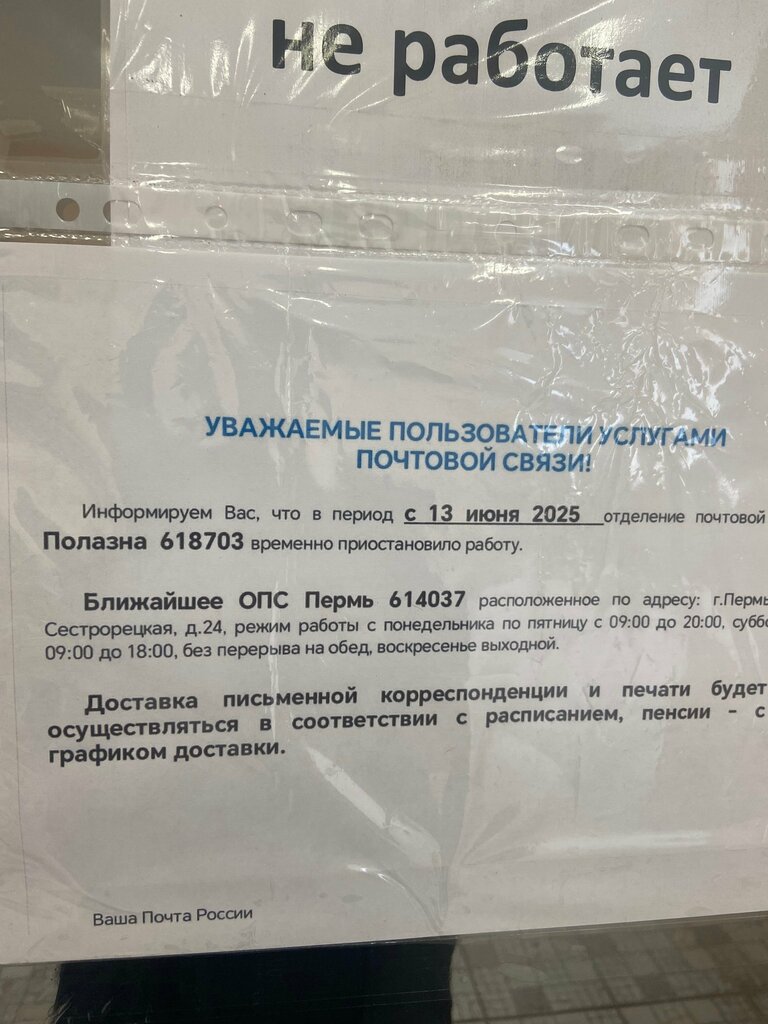 не работает
УВАЖАЕМЫЕ ПОЛЬЗОВАТЕЛИ УСЛУГАМИ
ПОЧТОВОЙ СВЯЗИ!
Информируем Вас, что в период с 13 июня 2025 отделение почтовой
Полазна 618703 временно приостановило работу.
Ближайшее ОПС Пермь 614037 расположенное по адресу: г.Пермь
Сестрорецкая, д.24, режим работы с понедельника по пятницу с 09:00 до 20:00,
09:00 до 18:00, без перерыва на обед, воскресенье выходной.
Доставка письменной корреспонденции и печати будет
осуществляться в соответствии с расписанием, пенсии - с
графиком доставки.
Ваша Почта России